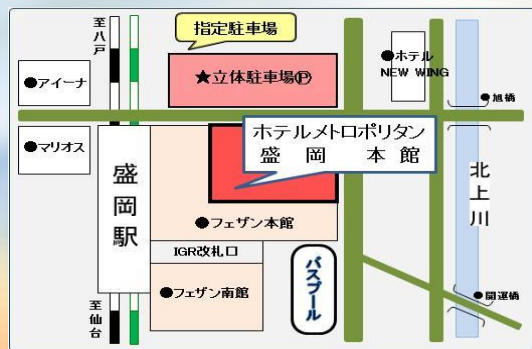 至八戸
指定駐車場
★立体駐車場Ⓟ
●ホテル
NEW WING
●アイーナ
●旭橋
●マリオス
ホテルメトロポリタン
盛岡 本館
盛岡駅
北上川
●フェザン本館
IGR改札口
バスプール
●フェザン南館
●開運橋
至仙台